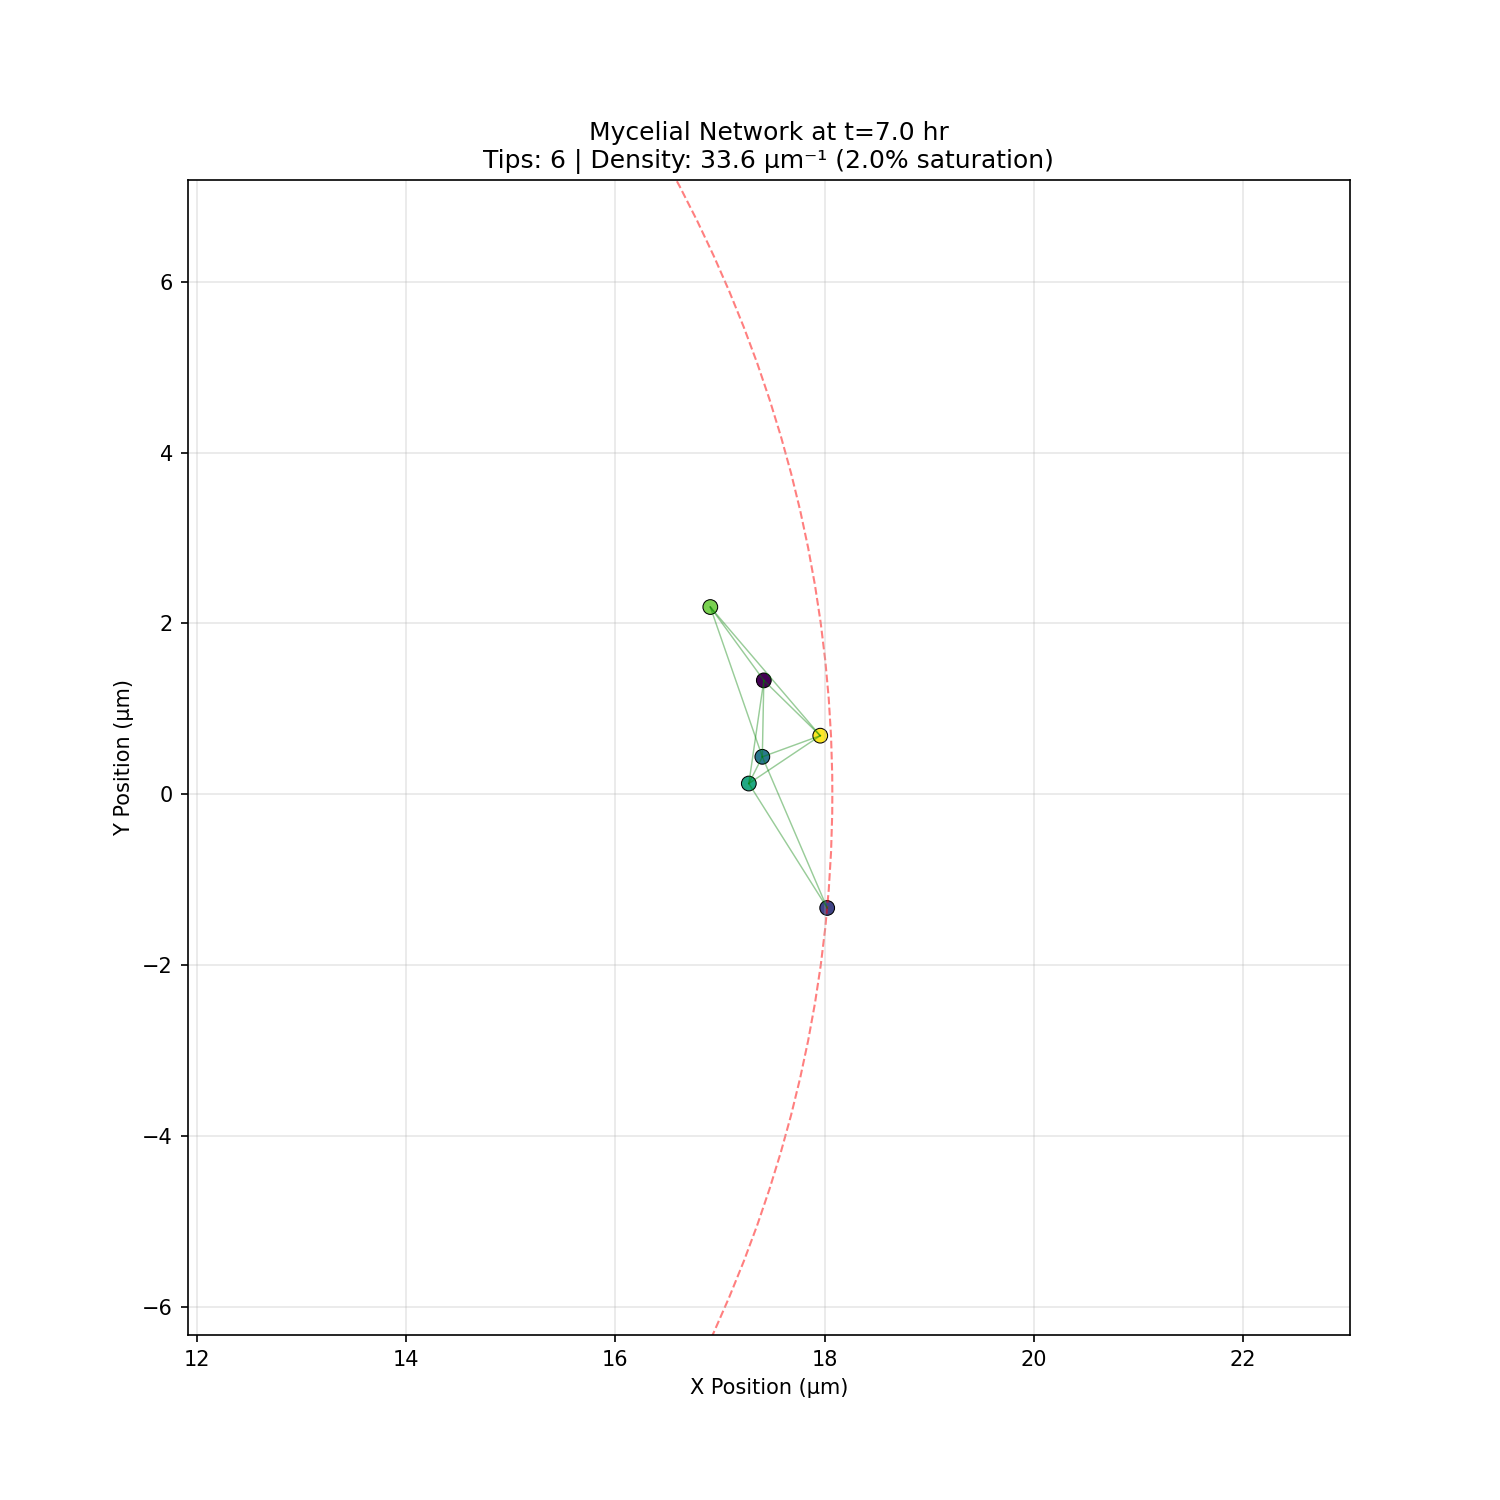 Mycelial Network at t=7.0 hr
Tips: 6 | Density: 33.6 µm⁻¹ (2.0% saturation)
6
4
2
0
−2
−4
−6
Y Position (µm)
12 14 16 18 20 22
X Position (µm)